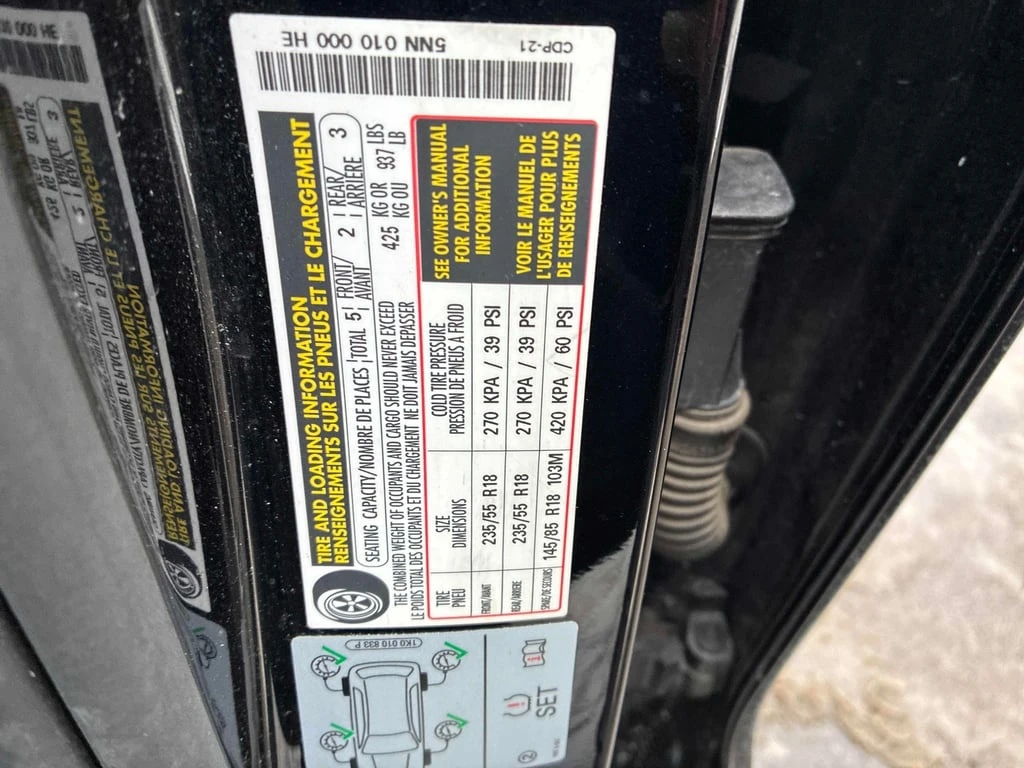 5NN 010 000 HE
CDP-21
TIRE AND LOADING INFORMATION
RENSEIGNEMENTS SUR LES PNEUS ET LE CHARGEMENT
SEATING CAPACITY/NOMBRE DE PLACES TOTAL 5 FRONT/AVANT 2 REAR/ARRIÈRE 3
THE COMBINED WEIGHT OF OCCUPANTS AND CARGO SHOULD NEVER EXCEED 425 KG OR 937 LBS
LE POIDS TOTAL DES OCCUPANTS ET DU CHARGEMENT NE DOIT JAMAIS DEPASSER 425 KG OU 937 LB
TIRE SIZE COLD TIRE PRESSURE
PNEU DIMENSIONS PRESSION DE PNEUS A FROID
FRONT/AVANT 235/55 R18 270 KPA / 39 PSI
REAR/ARRIERE 235/55 R18 270 KPA / 39 PSI
SPARE/DE SECOURS 145/85 R18 103M 420 KPA / 60 PSI
SEE OWNER'S MANUAL
FOR ADDITIONAL
INFORMATION
VOIR LE MANUEL DE
L'USAGER POUR PLUS
DE RENSEIGNEMENTS
1K0 010 833 P
2
SET